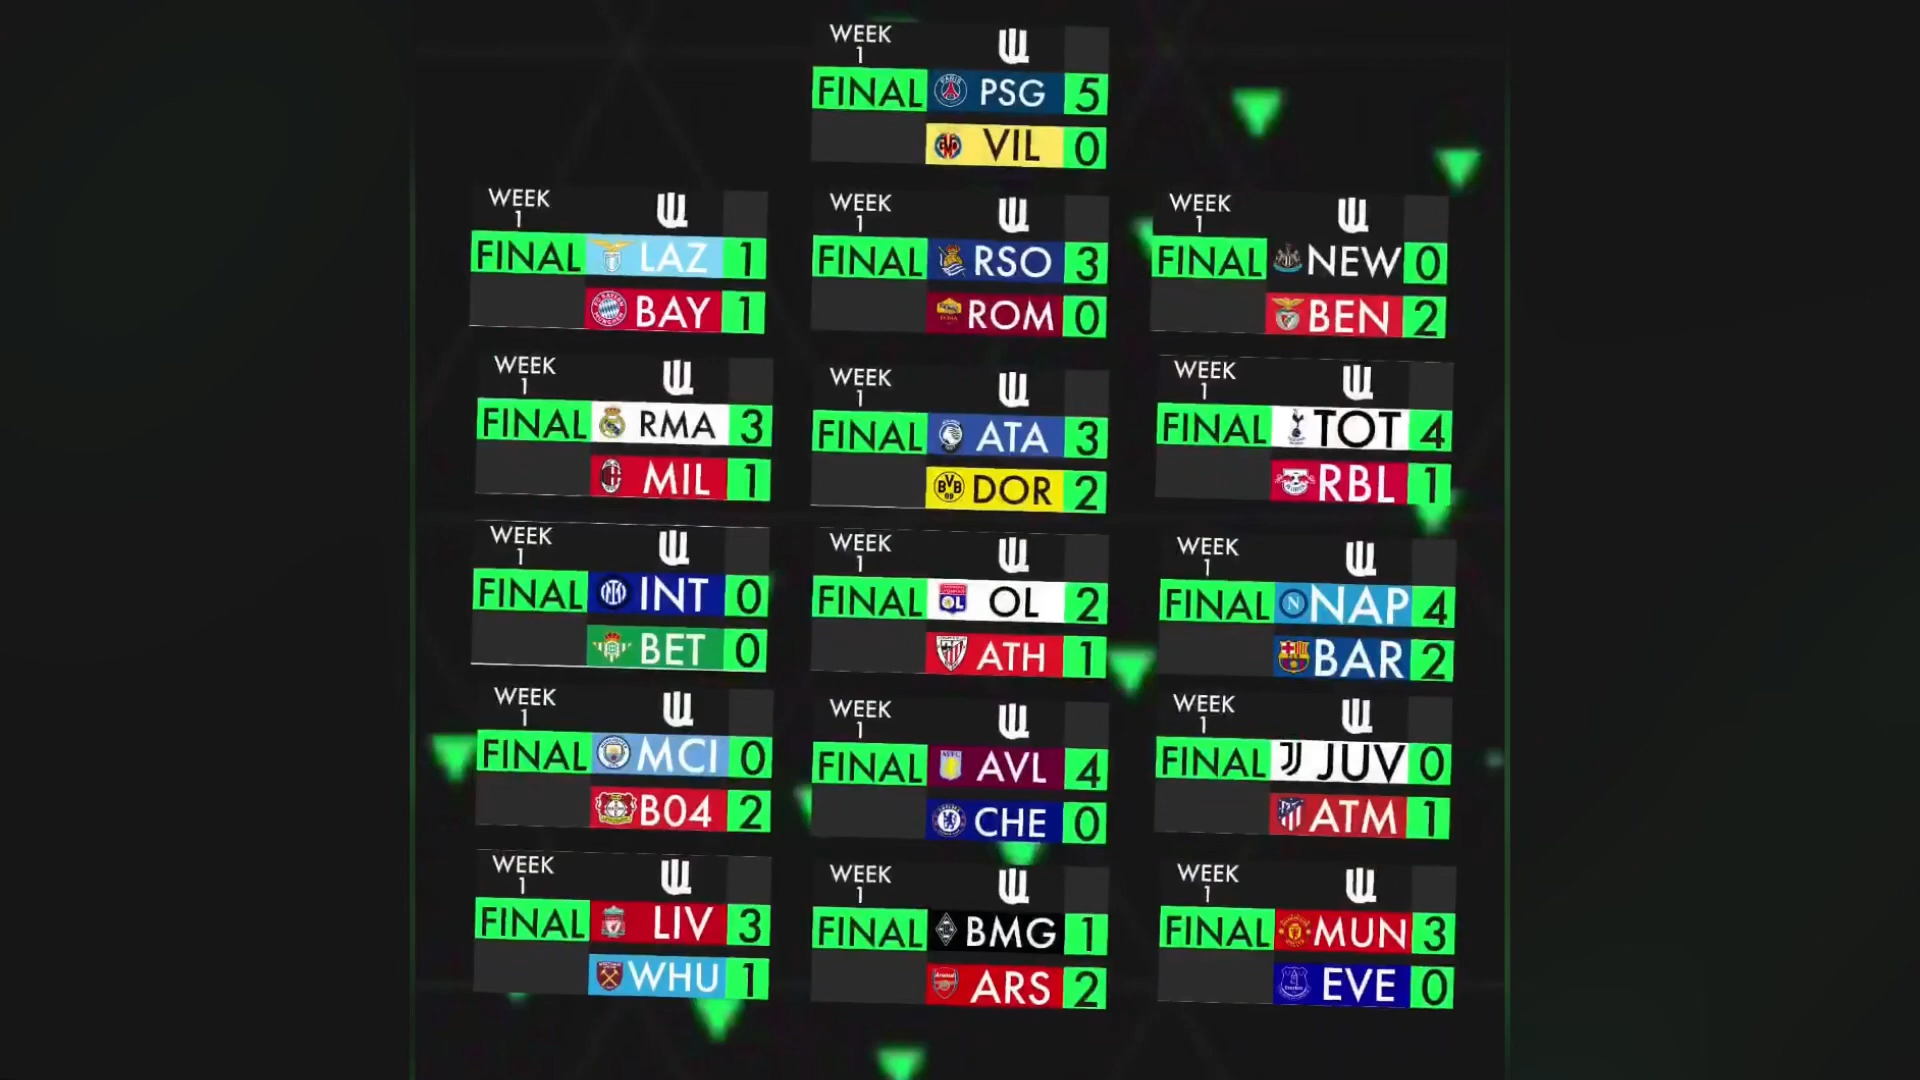 WEEK
1
FINAL PSG 5
VIL 0
WEEK
1
FINAL LAZ 1
BAY 1
WEEK
1
FINAL RSO 3
ROM 0
WEEK
1
FINAL NEW 0
BEN 2
WEEK
1
FINAL RMA 3
MIL 1
WEEK
1
FINAL ATA 3
DOR 2
WEEK
1
FINAL TOT 4
RBL 1
WEEK
1
FINAL INT 0
BET 0
WEEK
1
FINAL OL 2
ATH 1
WEEK
1
FINAL NAP 4
BAR 2
WEEK
1
FINAL MCI 0
B04 2
WEEK
1
FINAL AVL 4
CHE 0
WEEK
1
FINAL JUV 0
ATM 1
WEEK
1
FINAL LIV 3
WHU 1
WEEK
1
FINAL BMG 1
ARS 2
WEEK
1
FINAL MUN 3
EVE 0